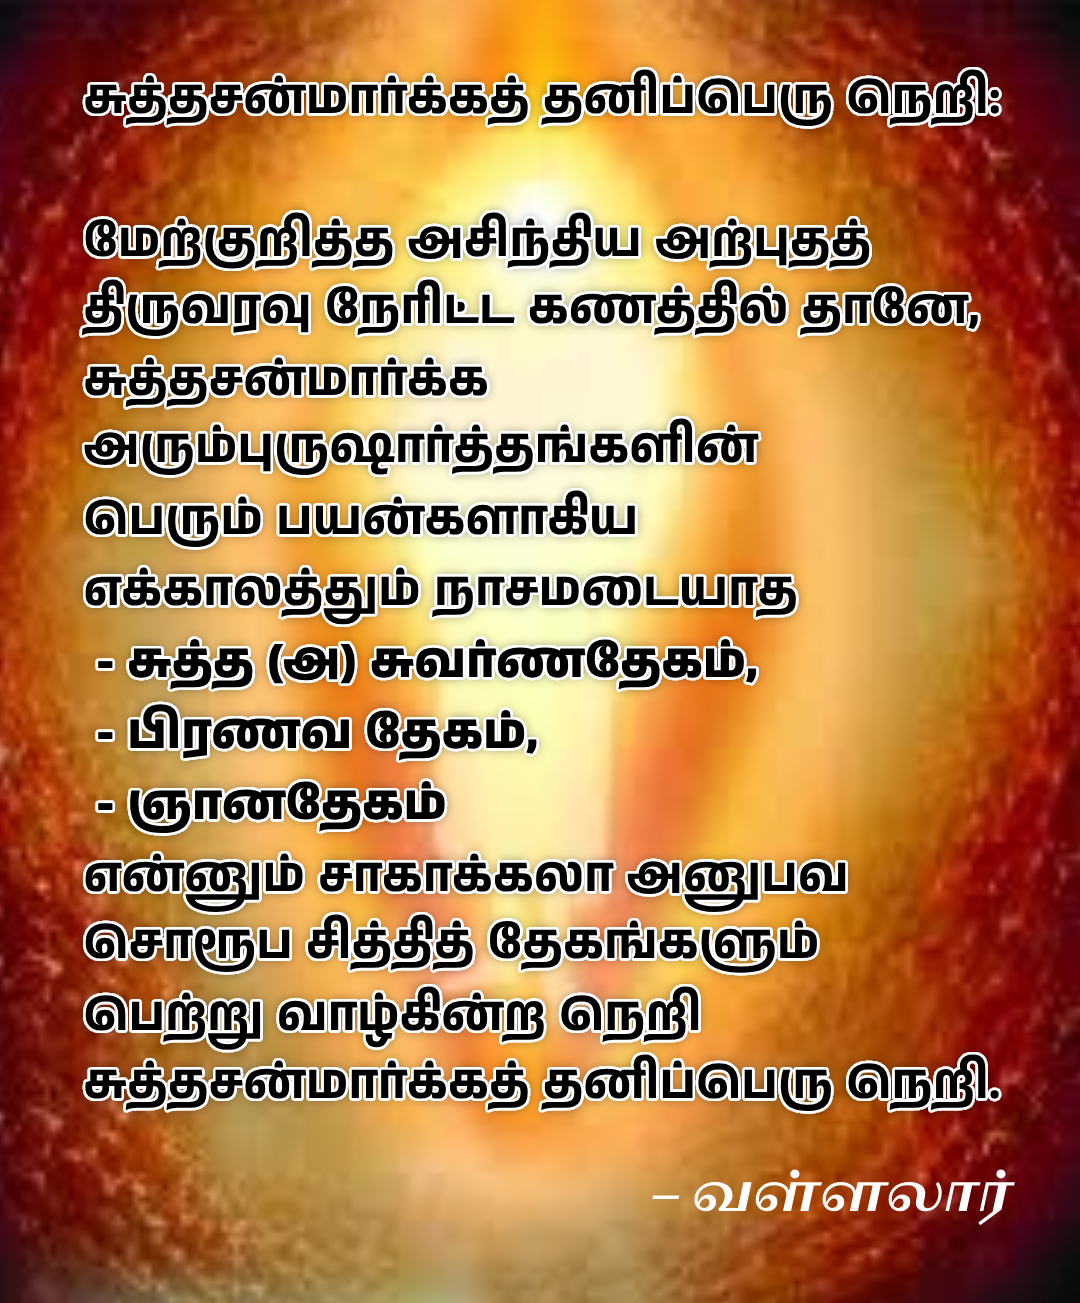 சுத்தசன்மார்க்கத் தனிப்பெரு நெறி:
மேற்குறித்த அசிந்திய அற்புதத்
திருவரவு நேரிட்ட கணத்தில் தானே,
சுத்தசன்மார்க்க
அரும்புருஷார்த்தங்களின்
பெரும் பயன்களாகிய
எக்காலத்தும் நாசமடையாத
- சுத்த (அ) சுவர்ணதேகம்,
- பிரணவ தேகம்,
- ஞானதேகம்
என்னும் சாகாக்கலா அனுபவ
சொரூப சித்தித் தேகங்களும்
பெற்று வாழ்கின்ற நெறி
சுத்தசன்மார்க்கத் தனிப்பெரு நெறி.
– வள்ளலார்